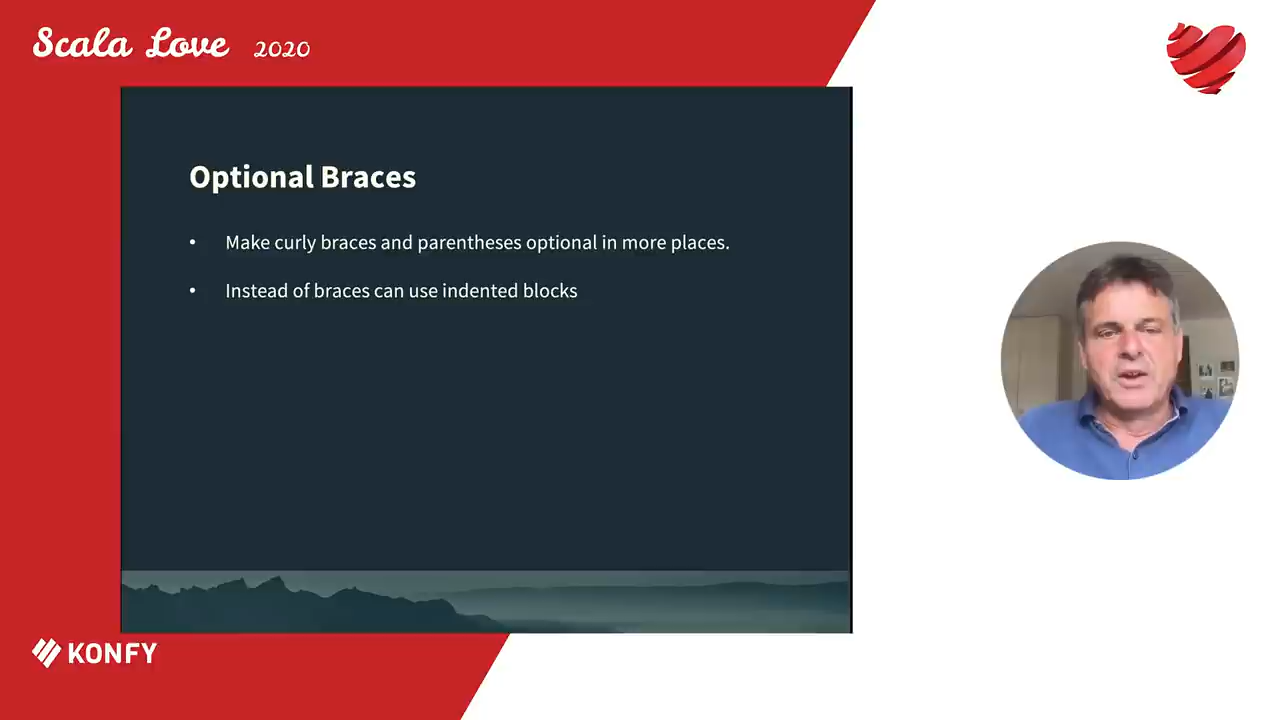 Scala Love 2020
Optional Braces
• Make curly braces and parentheses optional in more places.
• Instead of braces can use indented blocks
KONFY